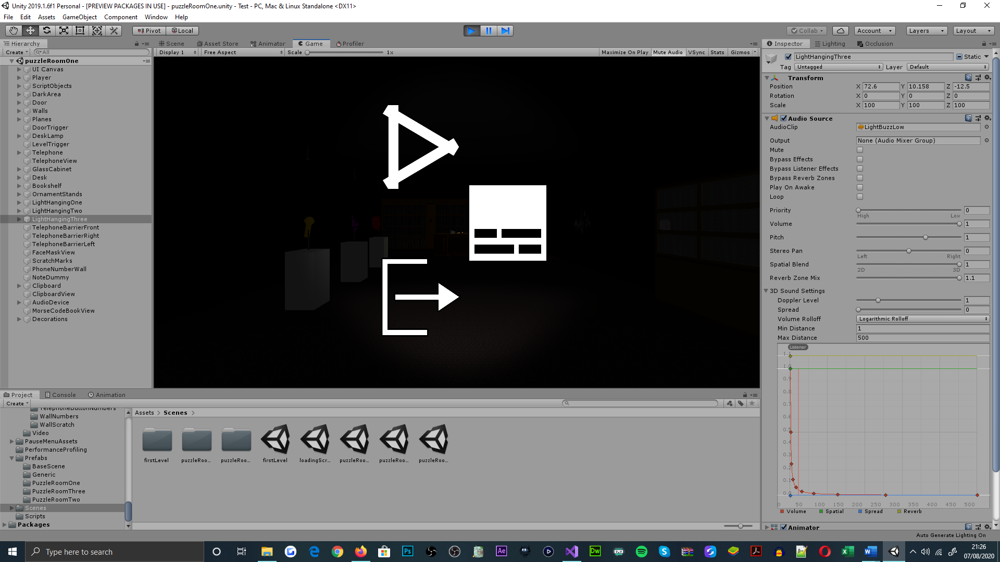 Unity 2019.1.6f1 Personal - [PREVIEW PACKAGES IN USE] - puzzleRoomOne.unity - Test - PC, Mac & Linux Standalone <DX11>
File Edit Assets GameObject Component Window Help
Pivot Local Collab Account Layers Layout
Hierarchy Scene Asset Store Animator Game Profiler Inspector Lighting Occlusion
Create All Display 1 Free Aspect Scale 1x Maximize On Play Mute Audio VSync Stats Gizmos
puzzleRoomOne
UI Canvas
Player
ScriptObjects
DarkArea
Door
Walls
Planes
DoorTrigger
DeskLamp
LevelTrigger
Telephone
TelephoneView
GlassCabinet
Desk
Bookshelf
OrnamentStands
LightHangingOne
LightHangingTwo
LightHangingThree
TelephoneBarrierFront
TelephoneBarrierRight
TelephoneBarrierLeft
FaceMaskView
ScratchMarks
PhoneNumberWall
NoteDummy
Clipboard
ClipboardView
AudioDevice
MorseCodeBookView
Decorations
LightHangingThree Static
Tag Untagged Layer Default
Transform
Position X 72.6 Y 10.158 Z -12.5
Rotation X 0 Y 0 Z 0
Scale X 100 Y 100 Z 100
Audio Source
AudioClip LightBuzzLow
Output None (Audio Mixer Group)
Mute
Bypass Effects
Bypass Listener Effects
Bypass Reverb Zones
Play On Awake
Loop
Priority 0
High Low
Volume 1
Pitch 1
Stereo Pan 0
Left Right
Spatial Blend 1
2D 3D
Reverb Zone Mix 1.1
3D Sound Settings
Doppler Level 1
Spread 0
Volume Rolloff Logarithmic Rolloff
Min Distance 1
Max Distance 500
Listener
1.1
1.0
0.9
0.8
0.7
0.6
0.5
0.4
0.3
0.2
0.1
0.0
0 50 100 150 200 250 300 350 400 450 500
Volume Spatial Spread Reverb
Animator
Auto Generate Lighting On
Project Console Animation
Create
TelephoneButtonNumbers
WallNumbers
WallScratch
Video
PauseMenuAssets
PerformanceProfiling
Prefabs
BaseScene
Generic
PuzzleRoomOne
PuzzleRoomThree
PuzzleRoomTwo
Scenes
Scripts
Packages
Assets > Scenes >
firstLevel puzzleRoo... puzzleRoo... firstLevel loadingScr... puzzleRoo... puzzleRoo... puzzleRoo...
Type here to search
Ps Ae Dw
21:26
07/08/2020